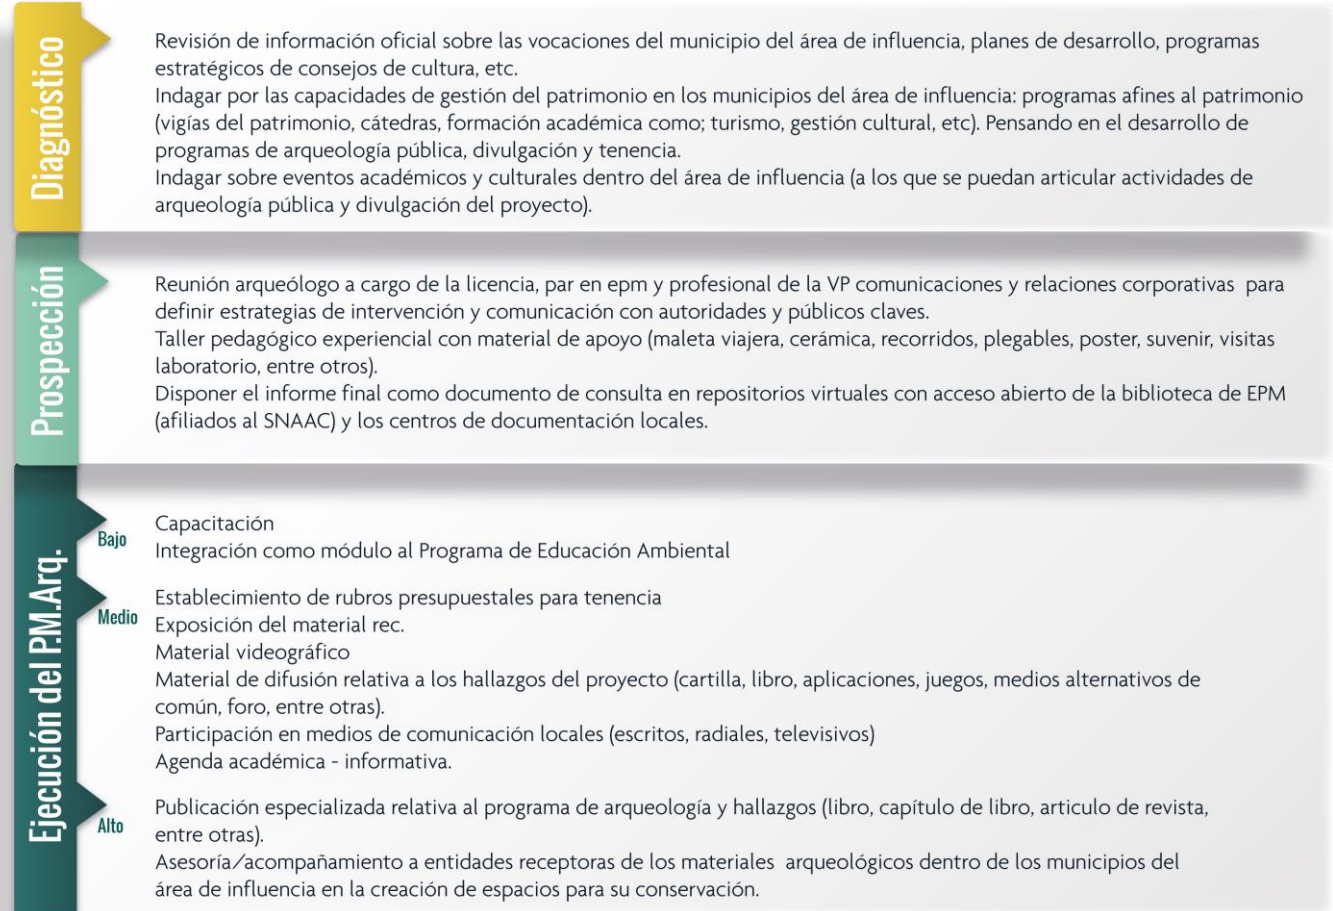 Diagnóstico
Revisión de información oficial sobre las vocaciones del municipio del área de influencia, planes de desarrollo, programas
estratégicos de consejos de cultura, etc.
Indagar por las capacidades de gestión del patrimonio en los municipios del área de influencia: programas afines al patrimonio
(vigías del patrimonio, cátedras, formación académica como; turismo, gestión cultural, etc). Pensando en el desarrollo de
programas de arqueología pública, divulgación y tenencia.
Indagar sobre eventos académicos y culturales dentro del área de influencia (a los que se puedan articular actividades de
arqueología pública y divulgación del proyecto).
Prospección
Reunión arqueólogo a cargo de la licencia, par en epm y profesional de la VP comunicaciones y relaciones corporativas para
definir estrategias de intervención y comunicación con autoridades y públicos claves.
Taller pedagógico experiencial con material de apoyo (maleta viajera, cerámica, recorridos, plegables, poster, suvenir, visitas
laboratorio, entre otros).
Disponer el informe final como documento de consulta en repositorios virtuales con acceso abierto de la biblioteca de EPM
(afiliados al SNAAC) y los centros de documentación locales.
Ejecución del P.M.Arq.
Bajo
Capacitación
Integración como módulo al Programa de Educación Ambiental
Medio
Establecimiento de rubros presupuestales para tenencia
Exposición del material rec.
Material videográfico
Material de difusión relativa a los hallazgos del proyecto (cartilla, libro, aplicaciones, juegos, medios alternativos de
común, foro, entre otras).
Participación en medios de comunicación locales (escritos, radiales, televisivos)
Agenda académica - informativa.
Alto
Publicación especializada relativa al programa de arqueología y hallazgos (libro, capítulo de libro, articulo de revista,
entre otras).
Asesoría/acompañamiento a entidades receptoras de los materiales arqueológicos dentro de los municipios del
área de influencia en la creación de espacios para su conservación.